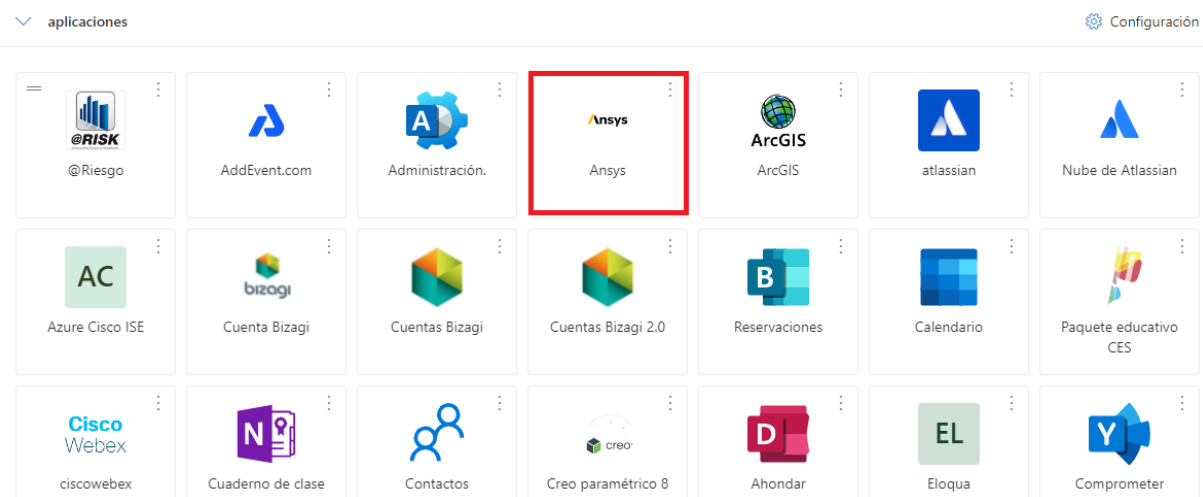 aplicaciones
Configuración
@RISK
A
Ansys
ArcGIS
@Riesgo
AddEvent.com
Administración.
Ansys
ArcGIS
atlassian
Nube de Atlassian
AC
bizagi
B
Azure Cisco ISE
Cuenta Bizagi
Cuentas Bizagi
Cuentas Bizagi 2.0
Reservaciones
Calendario
Paquete educativo
CES
Cisco
Webex
N
creo
D
EL
Y
ciscowebex
Cuaderno de clase
Contactos
Creo paramétrico 8
Ahondar
Eloqua
Comprometer